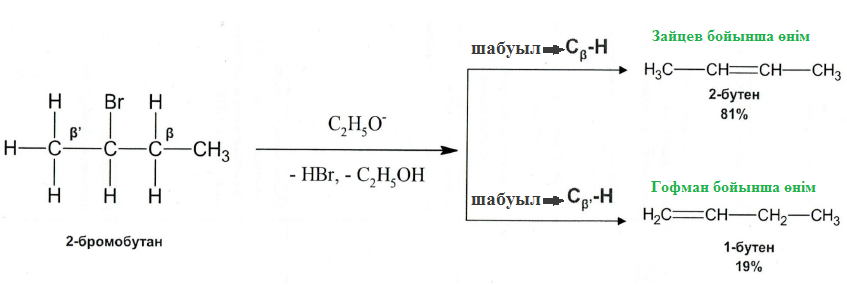 H Br H
β' β
H—C—C—C—CH₃
H H H
2-бромобутан
C₂H₅O⁻
- HBr, - C₂H₅OH
шабуыл Cβ-H
Зайцев бойынша өнім
H₃C—CH=CH—CH₃
2-бутен
81%
шабуыл Cβ'-H
Гофман бойынша өнім
H₂C=CH—CH₂—CH₃
1-бутен
19%